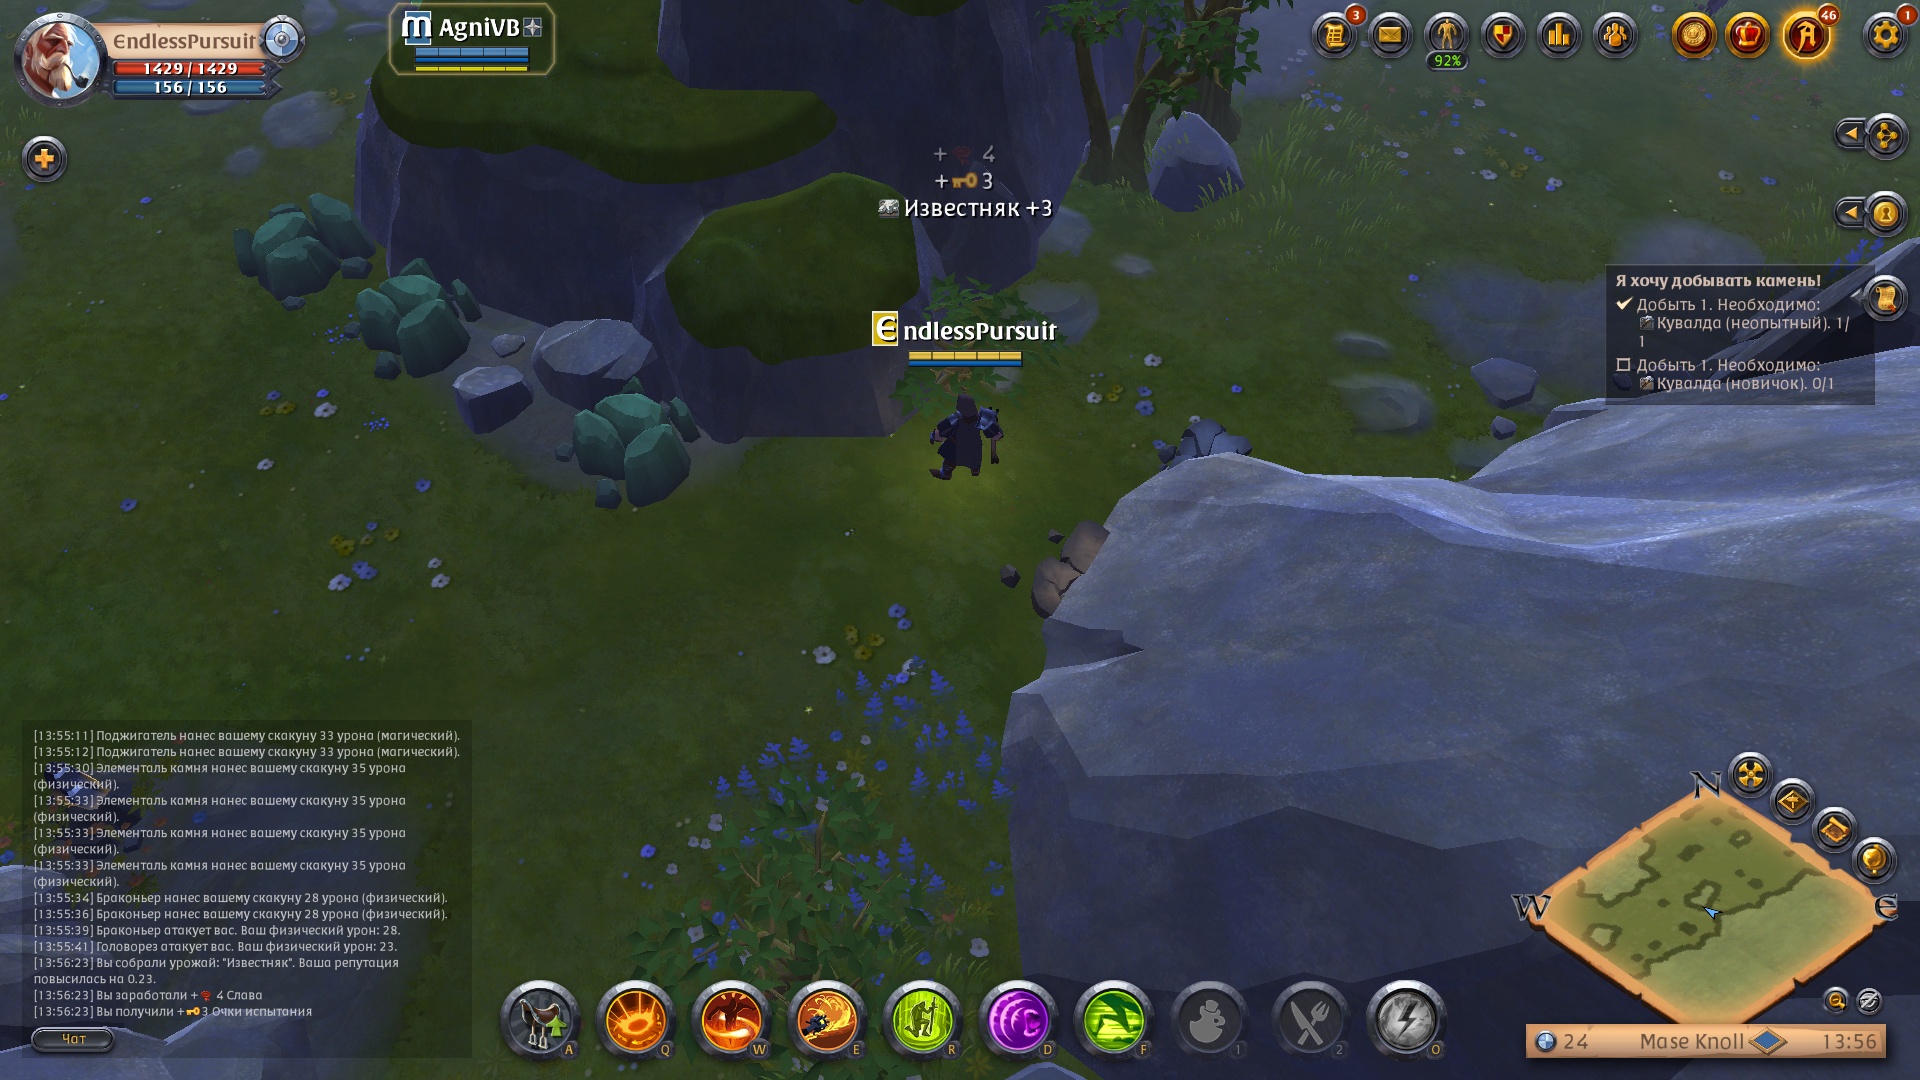 EndlessPursuit
1429 / 1429
156 / 156
AgniVB
3
92%
46
1
+ 4
+ 3
Известняк +3
EndlessPursuit
Я хочу добывать камень!
Добыть 1. Необходимо:
Кувалда (неопытный). 1/
1
Добыть 1. Необходимо:
Кувалда (новичок). 0/1
[13:55:11] Поджигатель нанес вашему скакуну 33 урона (магический).
[13:55:12] Поджигатель нанес вашему скакуну 33 урона (магический).
[13:55:30] Элементаль камня нанес вашему скакуну 35 урона
(физический).
[13:55:33] Элементаль камня нанес вашему скакуну 35 урона
(физический).
[13:55:33] Элементаль камня нанес вашему скакуну 35 урона
(физический).
[13:55:33] Элементаль камня нанес вашему скакуну 35 урона
(физический).
[13:55:34] Браконьер нанес вашему скакуну 28 урона (физический).
[13:55:36] Браконьер нанес вашему скакуну 28 урона (физический).
[13:55:39] Браконьер атакует вас. Ваш физический урон: 28.
[13:55:41] Головорез атакует вас. Ваш физический урон: 23.
[13:56:23] Вы собрали урожай: "Известняк". Ваша репутация
повысилась на 0.23.
[13:56:23] Вы заработали + 4 Слава
[13:56:23] Вы получили + 3 Очки испытания
Чат
A
Q
W
E
R
D
F
1
2
O
N
W
E
24 Mase Knoll 13:56